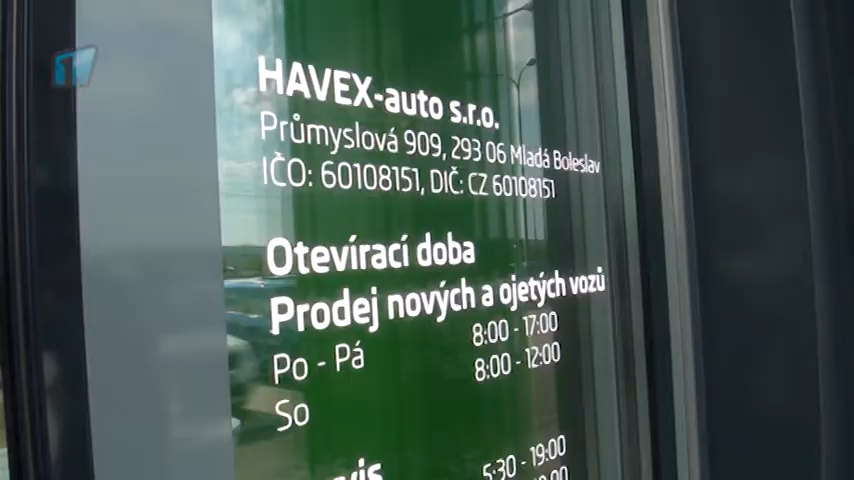 HAVEX-auto s.r.o.
Průmyslová 909, 293 06 Mladá Boleslav
IČO: 60108151, DIČ: CZ 60108151
Otevírací doba
Prodej nových a ojetých vozů
Po - Pá 8:00 - 17:00
So 8:00 - 12:00
5:30 - 19:00